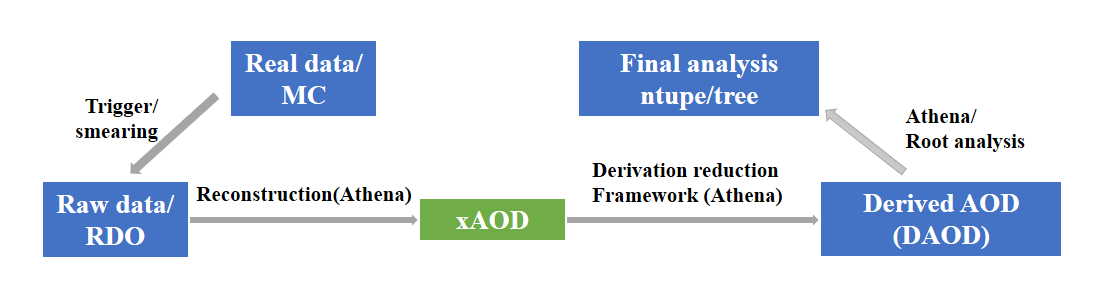 Real data/
MC
Final analysis
ntupe/tree
Trigger/
smearing
Athena/
Root analysis
Raw data/
RDO
Reconstruction(Athena)
xAOD
Derivation reduction
Framework (Athena)
Derived AOD
(DAOD)